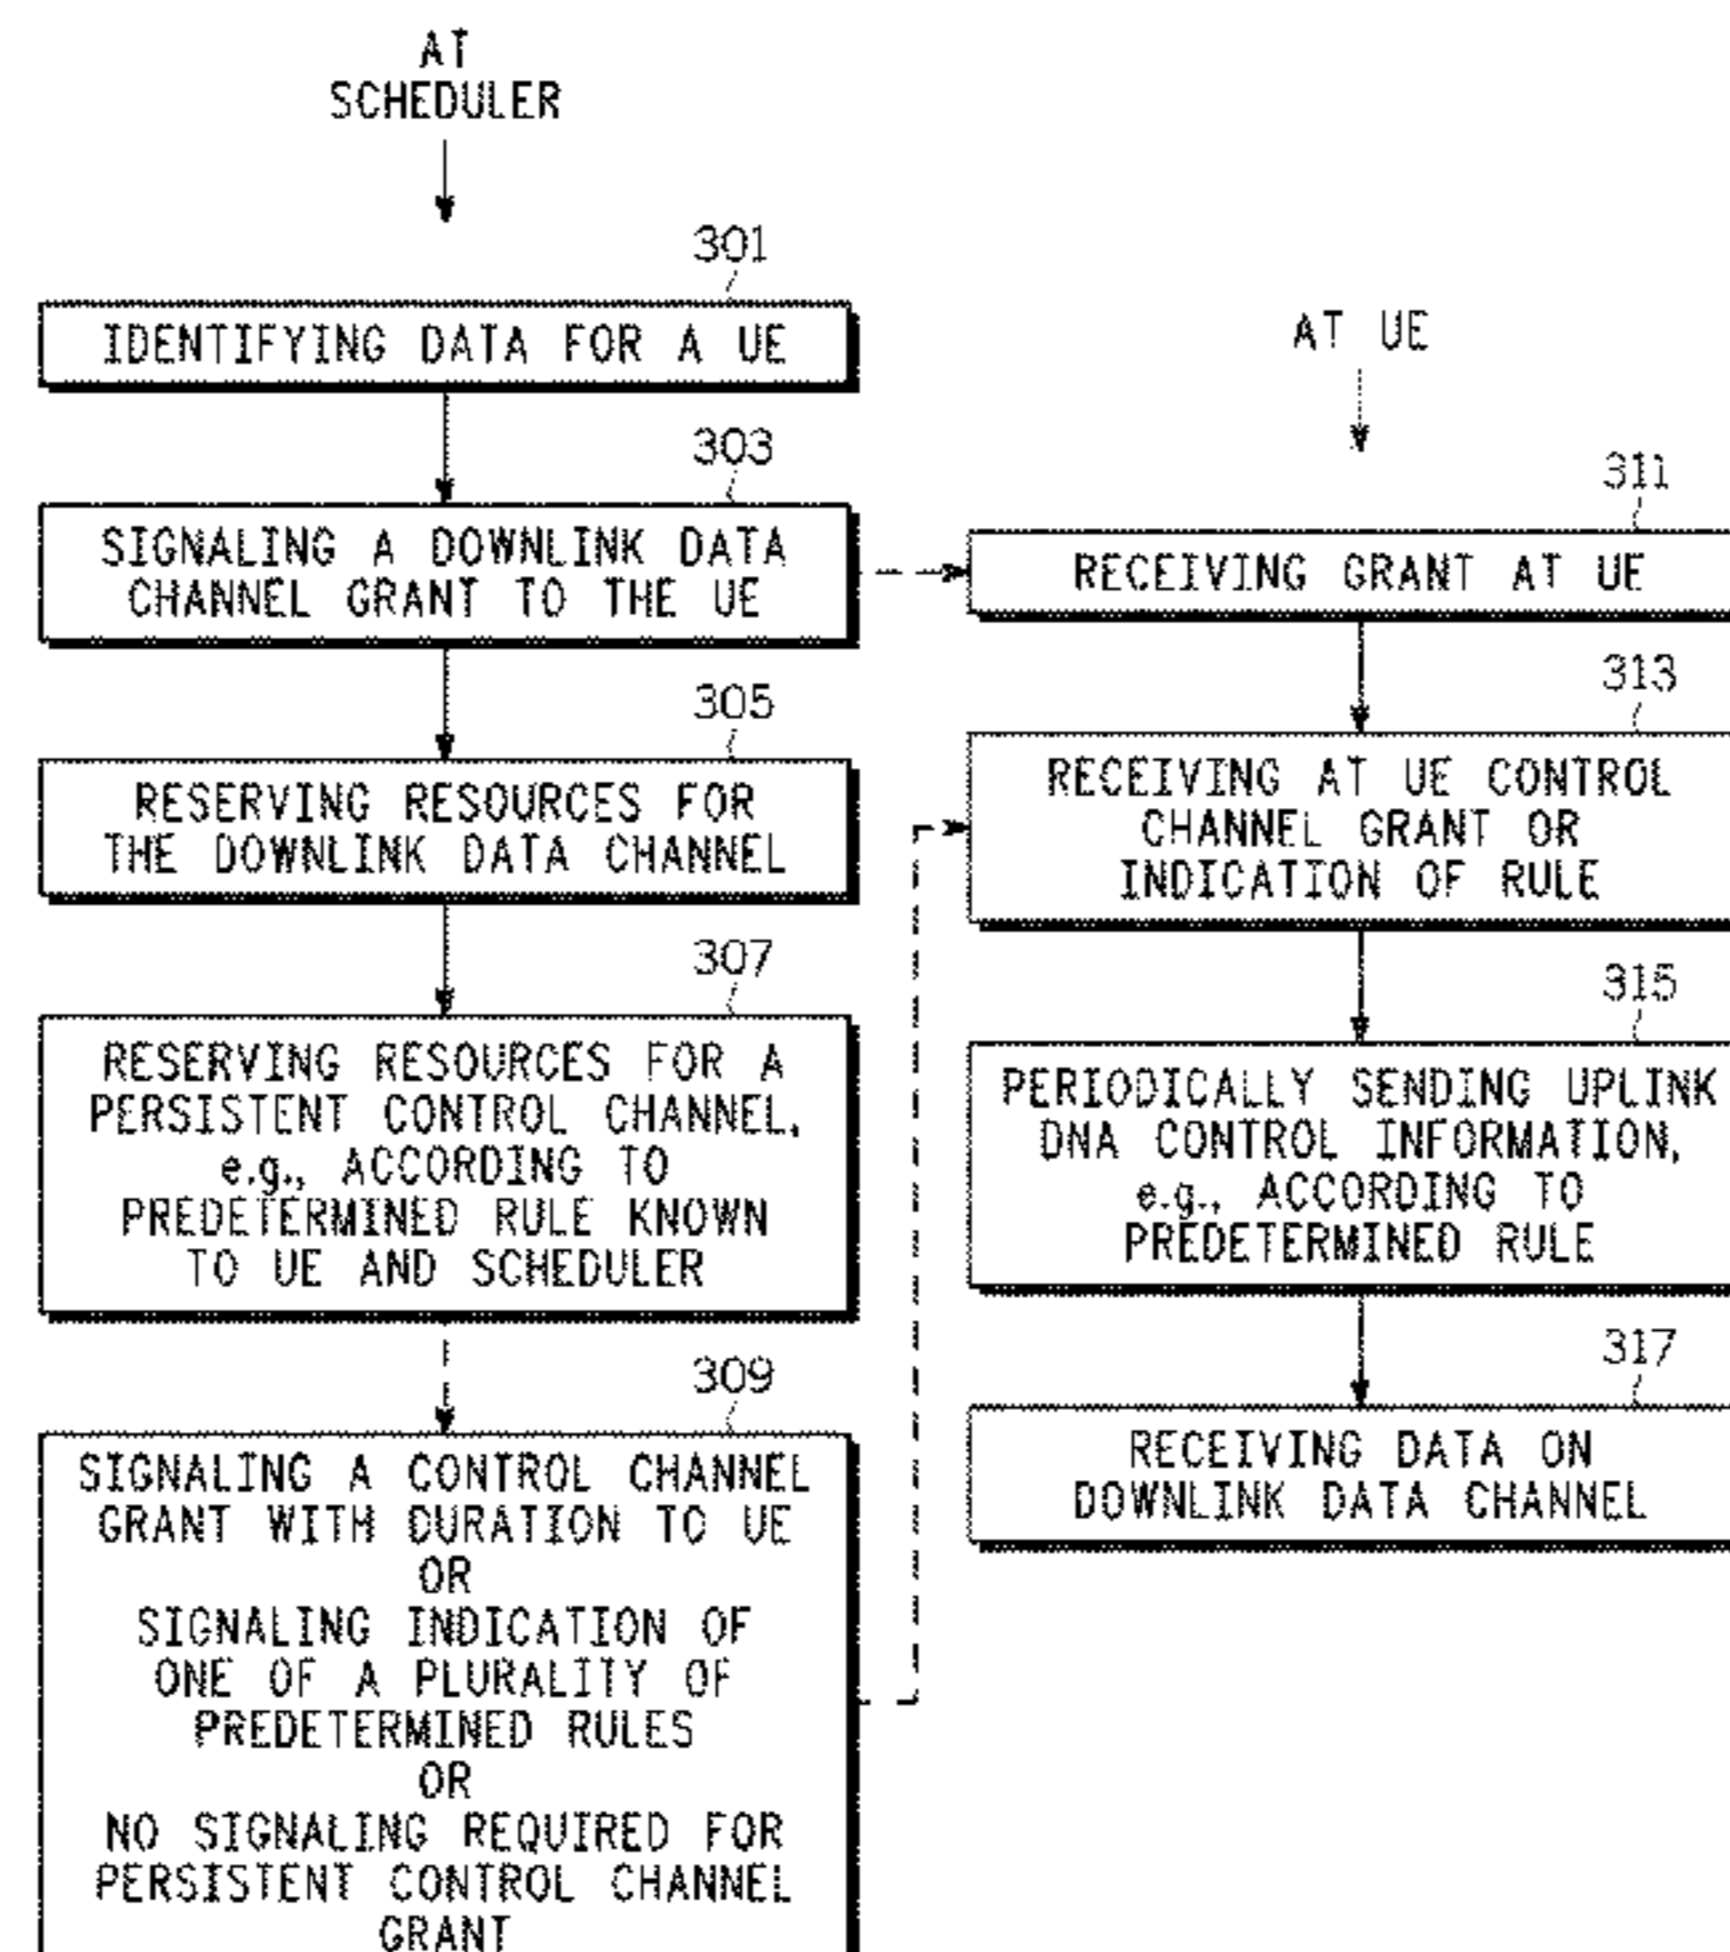 AT
SCHEDULER
301
IDENTIFYING DATA FOR A UE
303
SIGNALING A DOWNLINK DATA
CHANNEL GRANT TO THE UE
305
RESERVING RESOURCES FOR
THE DOWNLINK DATA CHANNEL
307
RESERVING RESOURCES FOR A
PERSISTENT CONTROL CHANNEL,
e.g., ACCORDING TO
PREDETERMINED RULE KNOWN
TO UE AND SCHEDULER
309
SIGNALING A CONTROL CHANNEL
GRANT WITH DURATION TO UE
OR
SIGNALING INDICATION OF
ONE OF A PLURALITY OF
PREDETERMINED RULES
OR
NO SIGNALING REQUIRED FOR
PERSISTENT CONTROL CHANNEL
GRANT
AT UE
311
RECEIVING GRANT AT UE
313
RECEIVING AT UE CONTROL
CHANNEL GRANT OR
INDICATION OF RULE
315
PERIODICALLY SENDING UPLINK
DNA CONTROL INFORMATION,
e.g., ACCORDING TO
PREDETERMINED RULE
317
RECEIVING DATA ON
DOWNLINK DATA CHANNEL